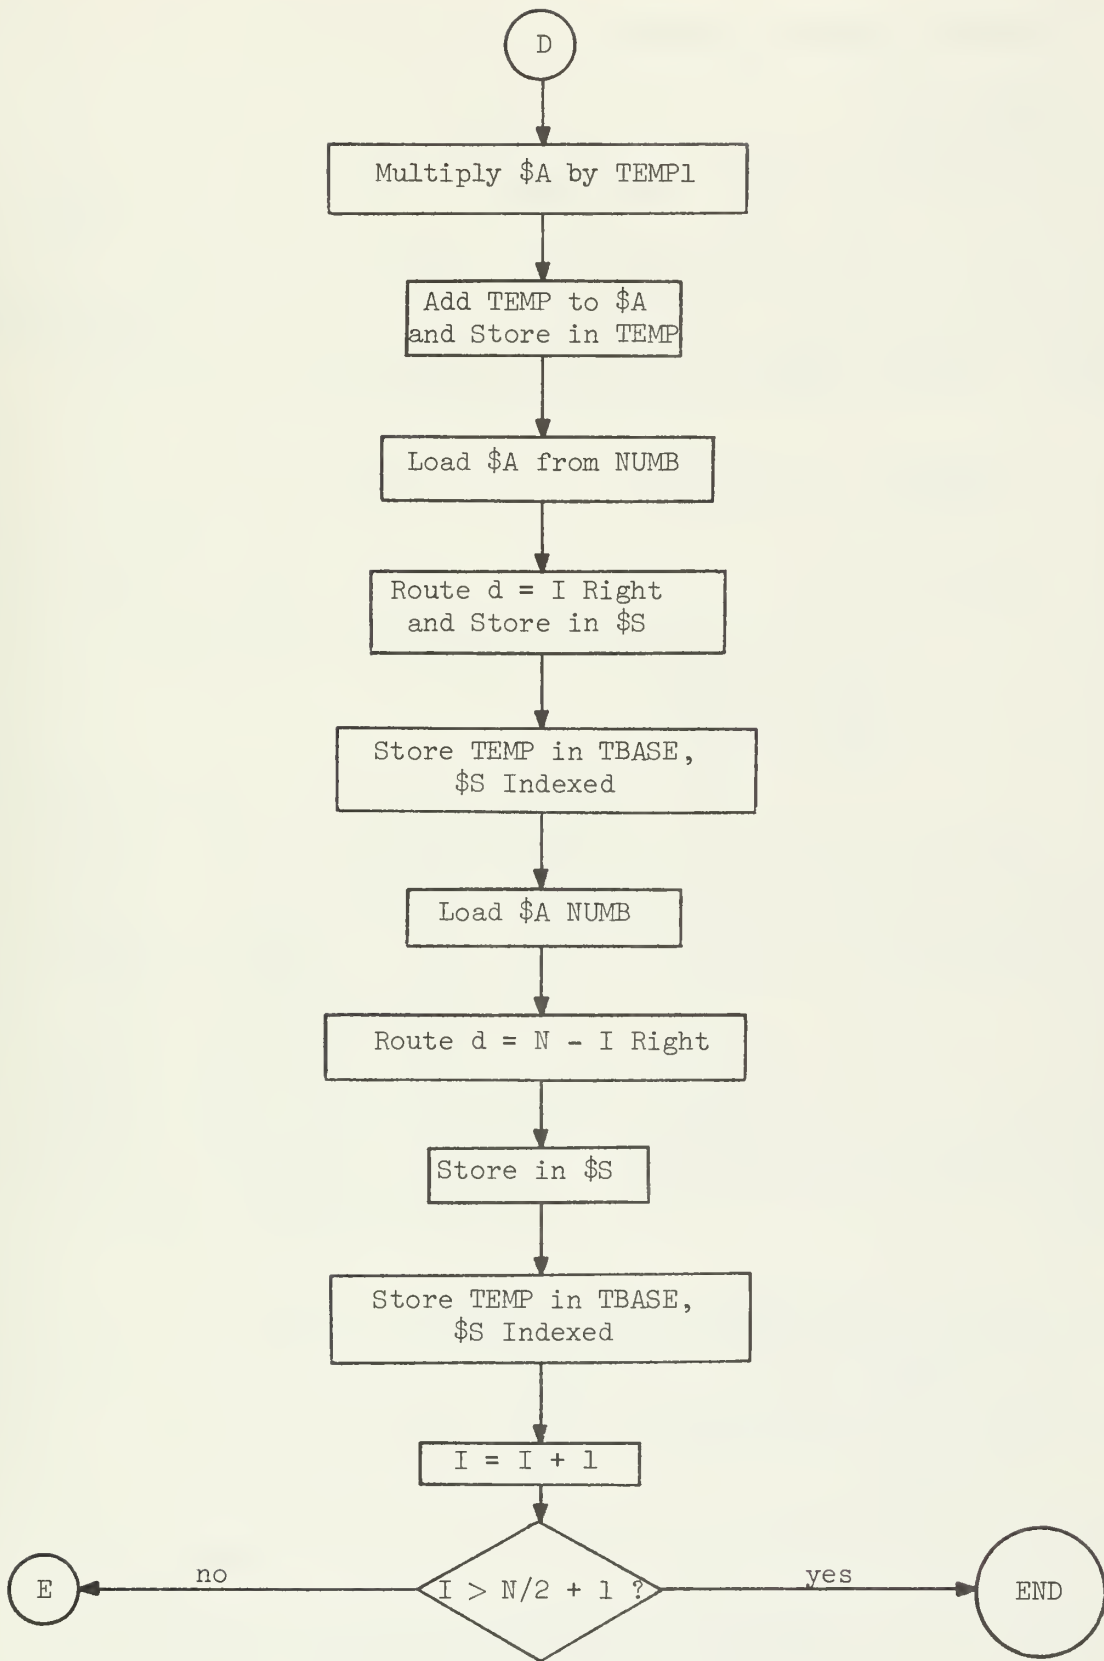 D
Multiply $A by TEMP1
Add TEMP to $A
and Store in TEMP
Load $A from NUMB
Route d = I Right
and Store in $S
Store TEMP in TBASE,
$S Indexed
Load $A NUMB
Route d = N - I Right
Store in $S
Store TEMP in TBASE,
$S Indexed
I = I + 1
E
no
I > N/2 + 1 ?
yes
END